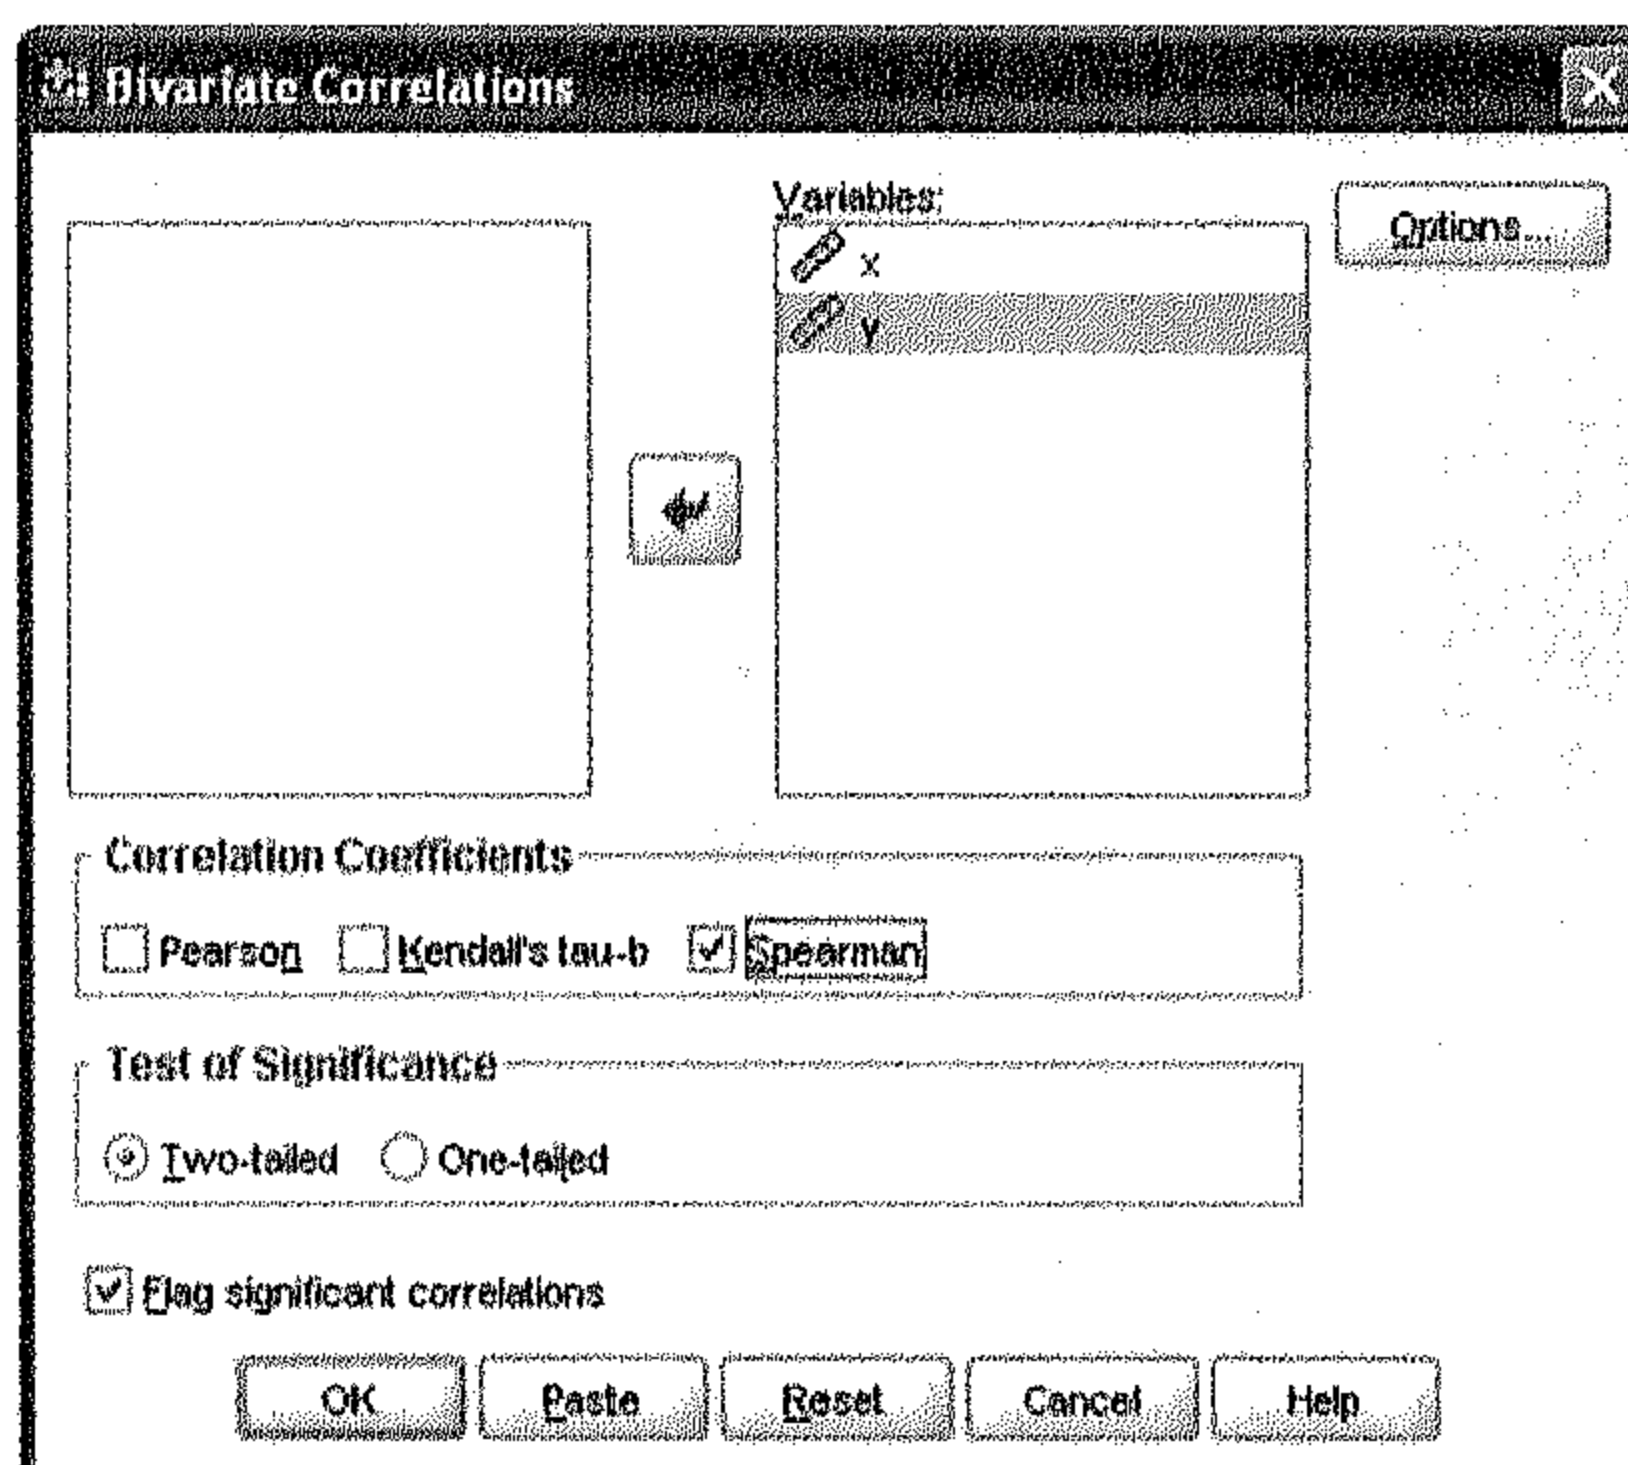 Bivariate Correlations
Variables:
Options...
x
y
Correlation Coefficients
Pearson Kendall's tau-b Spearman
Test of Significance
Two-tailed One-tailed
Flag significant correlations
OK Paste Reset Cancel Help